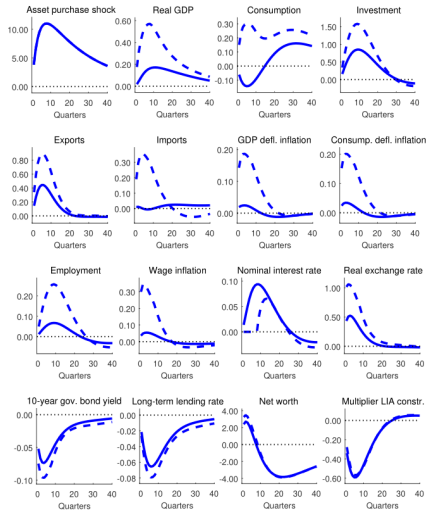 Asset purchase shock Real GDP Consumption Investment
10.00 5.00 0.00
0.60 0.40 0.20 0.00
0.30 0.20 0.10 0.00 -0.10
1.50 1.00 0.50 0.00
0 10 20 30 40 0 10 20 30 40 0 10 20 30 40 0 10 20 30 40
Quarters Quarters Quarters Quarters
Exports Imports GDP defl. inflation Consump. defl. inflation
0.80 0.60 0.40 0.20 0.00
0.30 0.20 0.10 0.00
0.20 0.10 0.00
0.20 0.10 0.00
0 10 20 30 40 0 10 20 30 40 0 10 20 30 40 0 10 20 30 40
Quarters Quarters Quarters Quarters
Employment Wage inflation Nominal interest rate Real exchange rate
0.20 0.10 0.00
0.30 0.20 0.10 0.00
0.10 0.05 0.00
1.00 0.50 0.00
0 10 20 30 40 0 10 20 30 40 0 10 20 30 40 0 10 20 30 40
Quarters Quarters Quarters Quarters
10-year gov. bond yield Long-term lending rate Net worth Multiplier LIA constr.
0.00 -0.05 -0.10
0.00 -0.02 -0.04 -0.06 -0.08
4.00 2.00 0.00 -2.00 -4.00
0.00 -0.20 -0.40 -0.60
0 10 20 30 40 0 10 20 30 40 0 10 20 30 40 0 10 20 30 40
Quarters Quarters Quarters Quarters